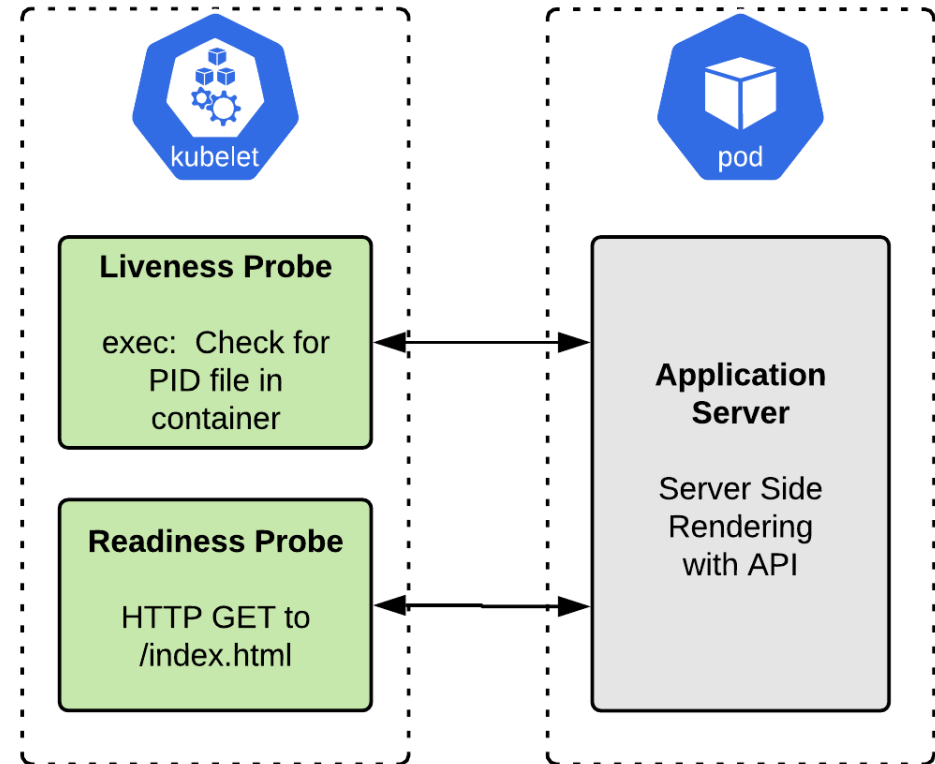 kubelet
pod
Liveness Probe
exec:  Check for
PID file in
container
Readiness Probe
HTTP GET to
/index.html
Application
Server
Server Side
Rendering
with API